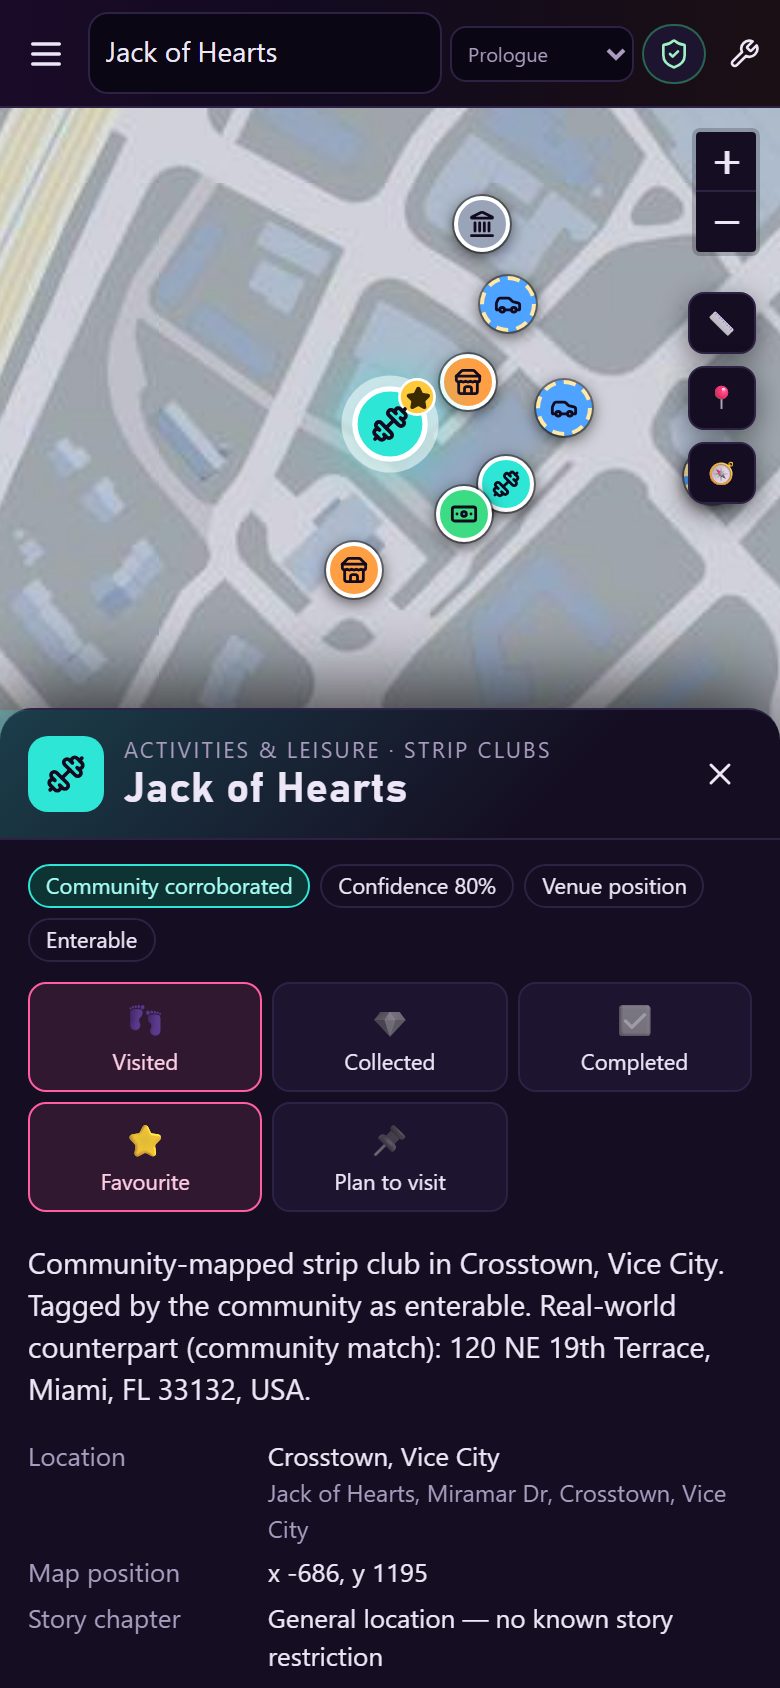 Jack of Hearts
Prologue
ACTIVITIES & LEISURE · STRIP CLUBS
Jack of Hearts
Community corroborated
Confidence 80%
Venue position
Enterable
Visited
Collected
Completed
Favourite
Plan to visit
Community-mapped strip club in Crosstown, Vice City.
Tagged by the community as enterable. Real-world
counterpart (community match): 120 NE 19th Terrace,
Miami, FL 33132, USA.
Location
Crosstown, Vice City
Jack of Hearts, Miramar Dr, Crosstown, Vice
City
Map position
x -686, y 1195
Story chapter
General location — no known story
restriction